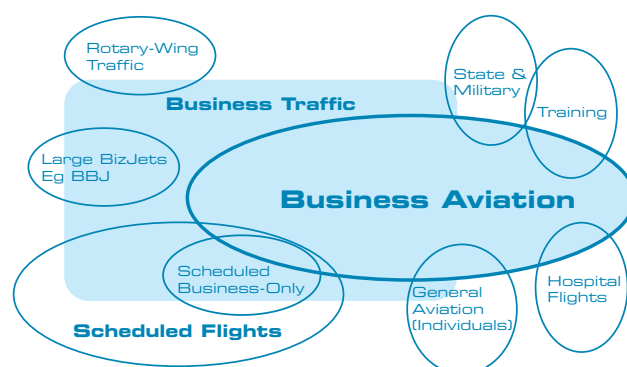 Rotary-Wing
Traffic
State &
Military
Business Traffic
Training
Large BizJets
Eg BBJ
Business Aviation
Scheduled
Business-Only
Hospital
Flights
General
Aviation
(Individuals)
Scheduled Flights